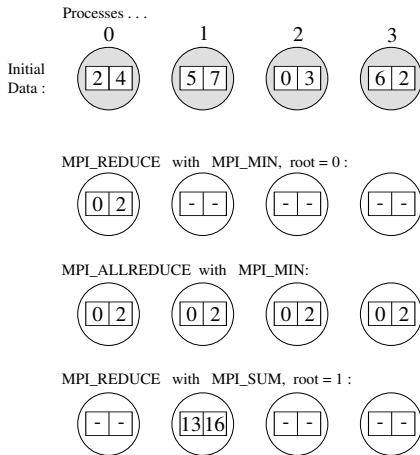 Processes . . .
0 1 2 3
Initial
Data :
2 4 5 7 0 3 6 2
MPI_REDUCE with MPI_MIN, root = 0 :
0 2 - - - - - -
MPI_ALLREDUCE with MPI_MIN:
0 2 0 2 0 2 0 2
MPI_REDUCE with MPI_SUM, root = 1 :
- - 13 16 - - - -